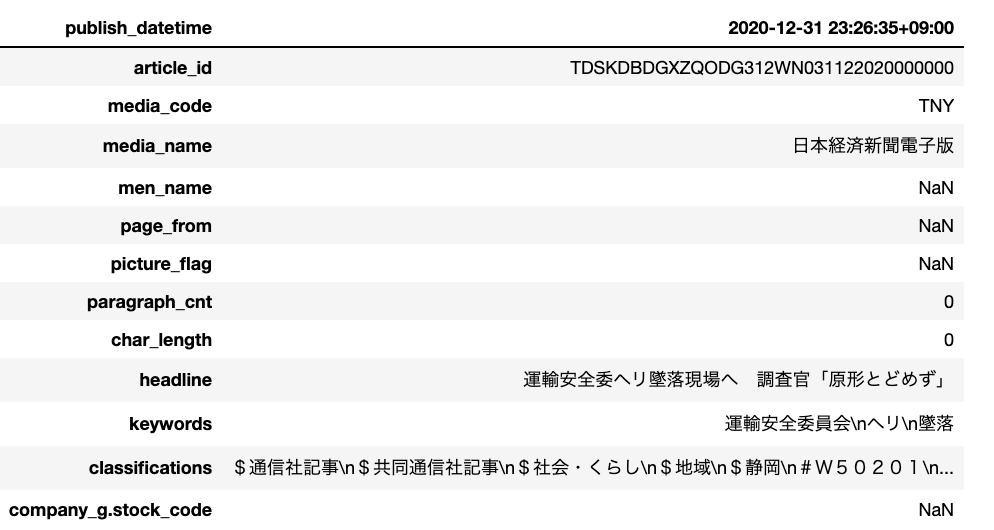 publish_datetime 2020-12-31 23:26:35+09:00
article_id TDSKDBDGXZQODG312WN031122020000000
media_code TNY
media_name 日本経済新聞電子版
men_name NaN
page_from NaN
picture_flag NaN
paragraph_cnt 0
char_length 0
headline 運輸安全委ヘリ墜落現場へ　調査官「原形とどめず」
keywords 運輸安全委員会\nヘリ\n墜落
classifications ＄通信社記事\n＄共同通信社記事\n＄社会・くらし\n＄地域\n＄静岡\n＃Ｗ５０２０１\n...
company_g.stock_code NaN